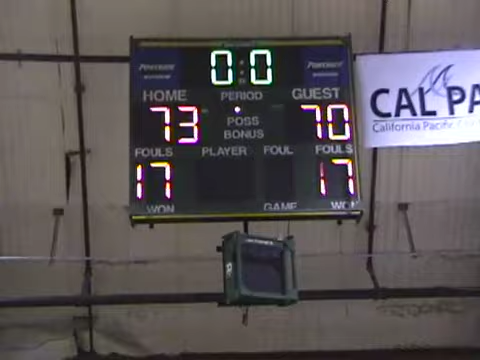 0:0
HOME PERIOD GUEST
73 POSS 70
BONUS
FOULS PLAYER FOUL FOULS
17 17
WON GAME WON
CAL PA
California Pacific